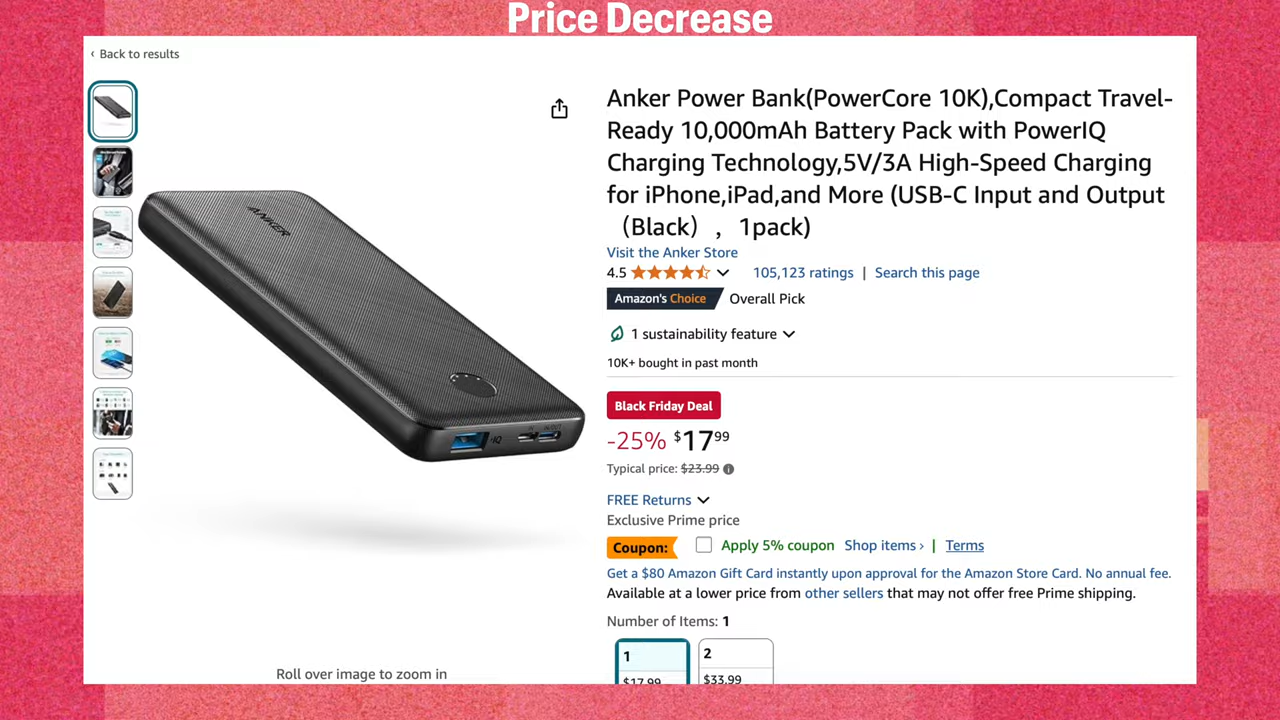 Price Decrease
‹ Back to results
Anker Power Bank(PowerCore 10K),Compact Travel-
Ready 10,000mAh Battery Pack with PowerIQ
Charging Technology,5V/3A High-Speed Charging
for iPhone,iPad,and More (USB-C Input and Output
（Black）, 1pack)
Visit the Anker Store
4.5
105,123 ratings | Search this page
Amazon's Choice Overall Pick
1 sustainability feature
10K+ bought in past month
Black Friday Deal
-25% $17 99
Typical price: $23.99
FREE Returns
Exclusive Prime price
Coupon: Apply 5% coupon Shop items › | Terms
Get a $80 Amazon Gift Card instantly upon approval for the Amazon Store Card. No annual fee.
Available at a lower price from other sellers that may not offer free Prime shipping.
Number of Items: 1
1
2
$17.99
$33.99
ANKER
IQ
Roll over image to zoom in